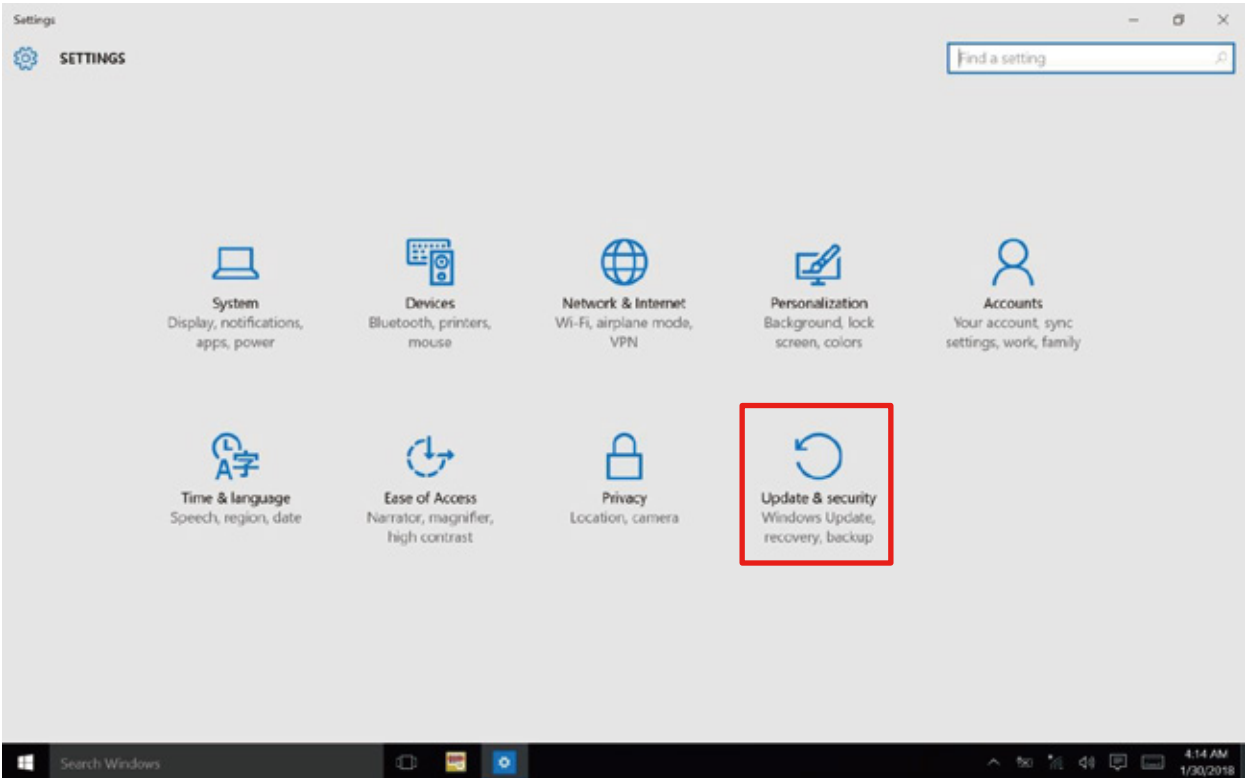 Settings
SETTINGS
Find a setting
System
Display, notifications,
apps, power
Devices
Bluetooth, printers,
mouse
Network & Internet
Wi-Fi, airplane mode,
VPN
Personalization
Background, lock
screen, colors
Accounts
Your account, sync
settings, work, family
A字
Time & language
Speech, region, date
Ease of Access
Narrator, magnifier,
high contrast
Privacy
Location, camera
Update & security
Windows Update,
recovery, backup
Search Windows
4:14 AM
1/30/2018